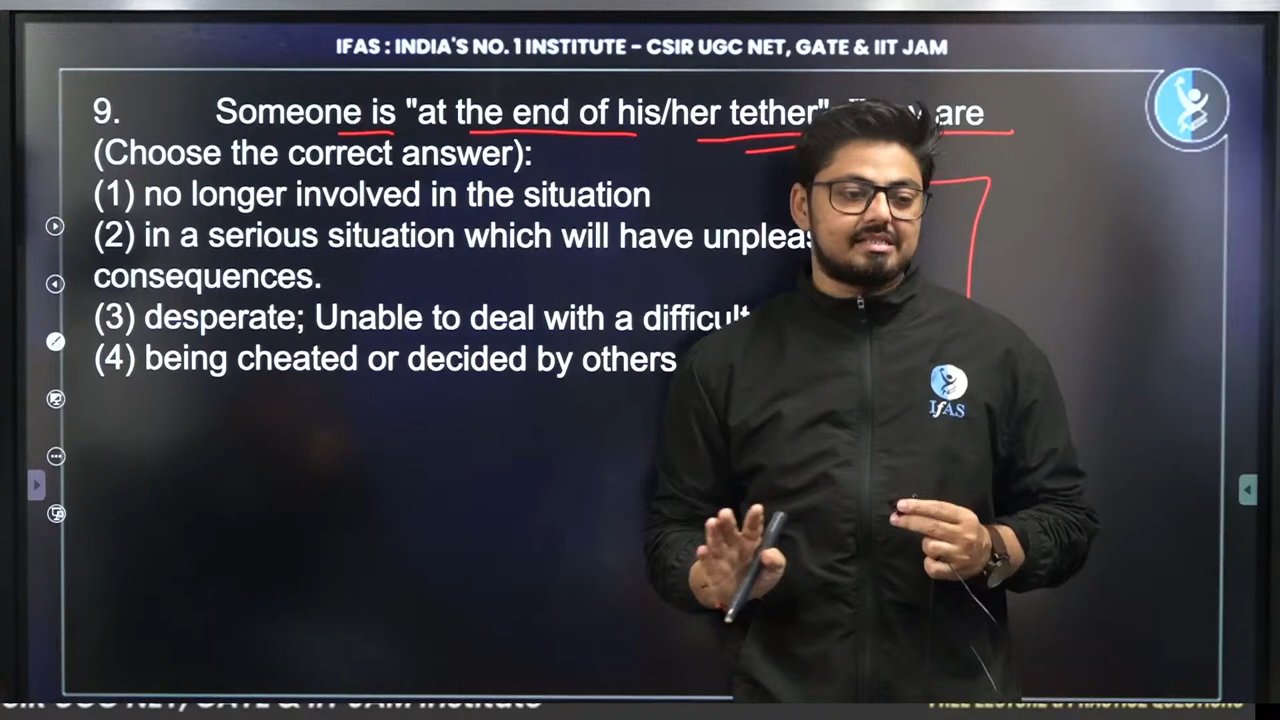 IFAS : INDIA'S NO. 1 INSTITUTE - CSIR UGC NET, GATE & IIT JAM
9. Someone is "at the end of his/her tether" are
(Choose the correct answer):
(1) no longer involved in the situation
(2) in a serious situation which will have
consequences.
(3) desperate; Unable to deal with a difficult
(4) being cheated or decided by others
IfAS